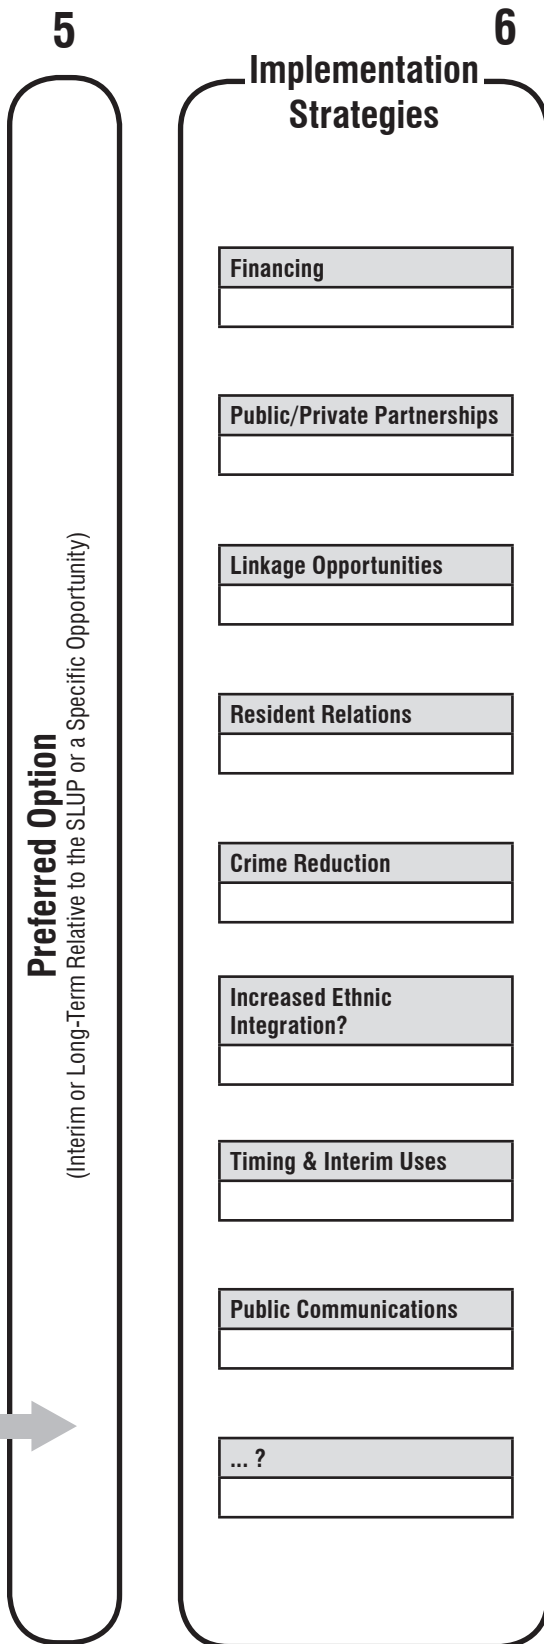 5
Preferred Option
(Interim or Long-Term Relative to the SLUP or a Specific Opportunity)
6
Implementation
Strategies
Financing
Public/Private Partnerships
Linkage Opportunities
Resident Relations
Crime Reduction
Increased Ethnic
Integration?
Timing & Interim Uses
Public Communications
... ?